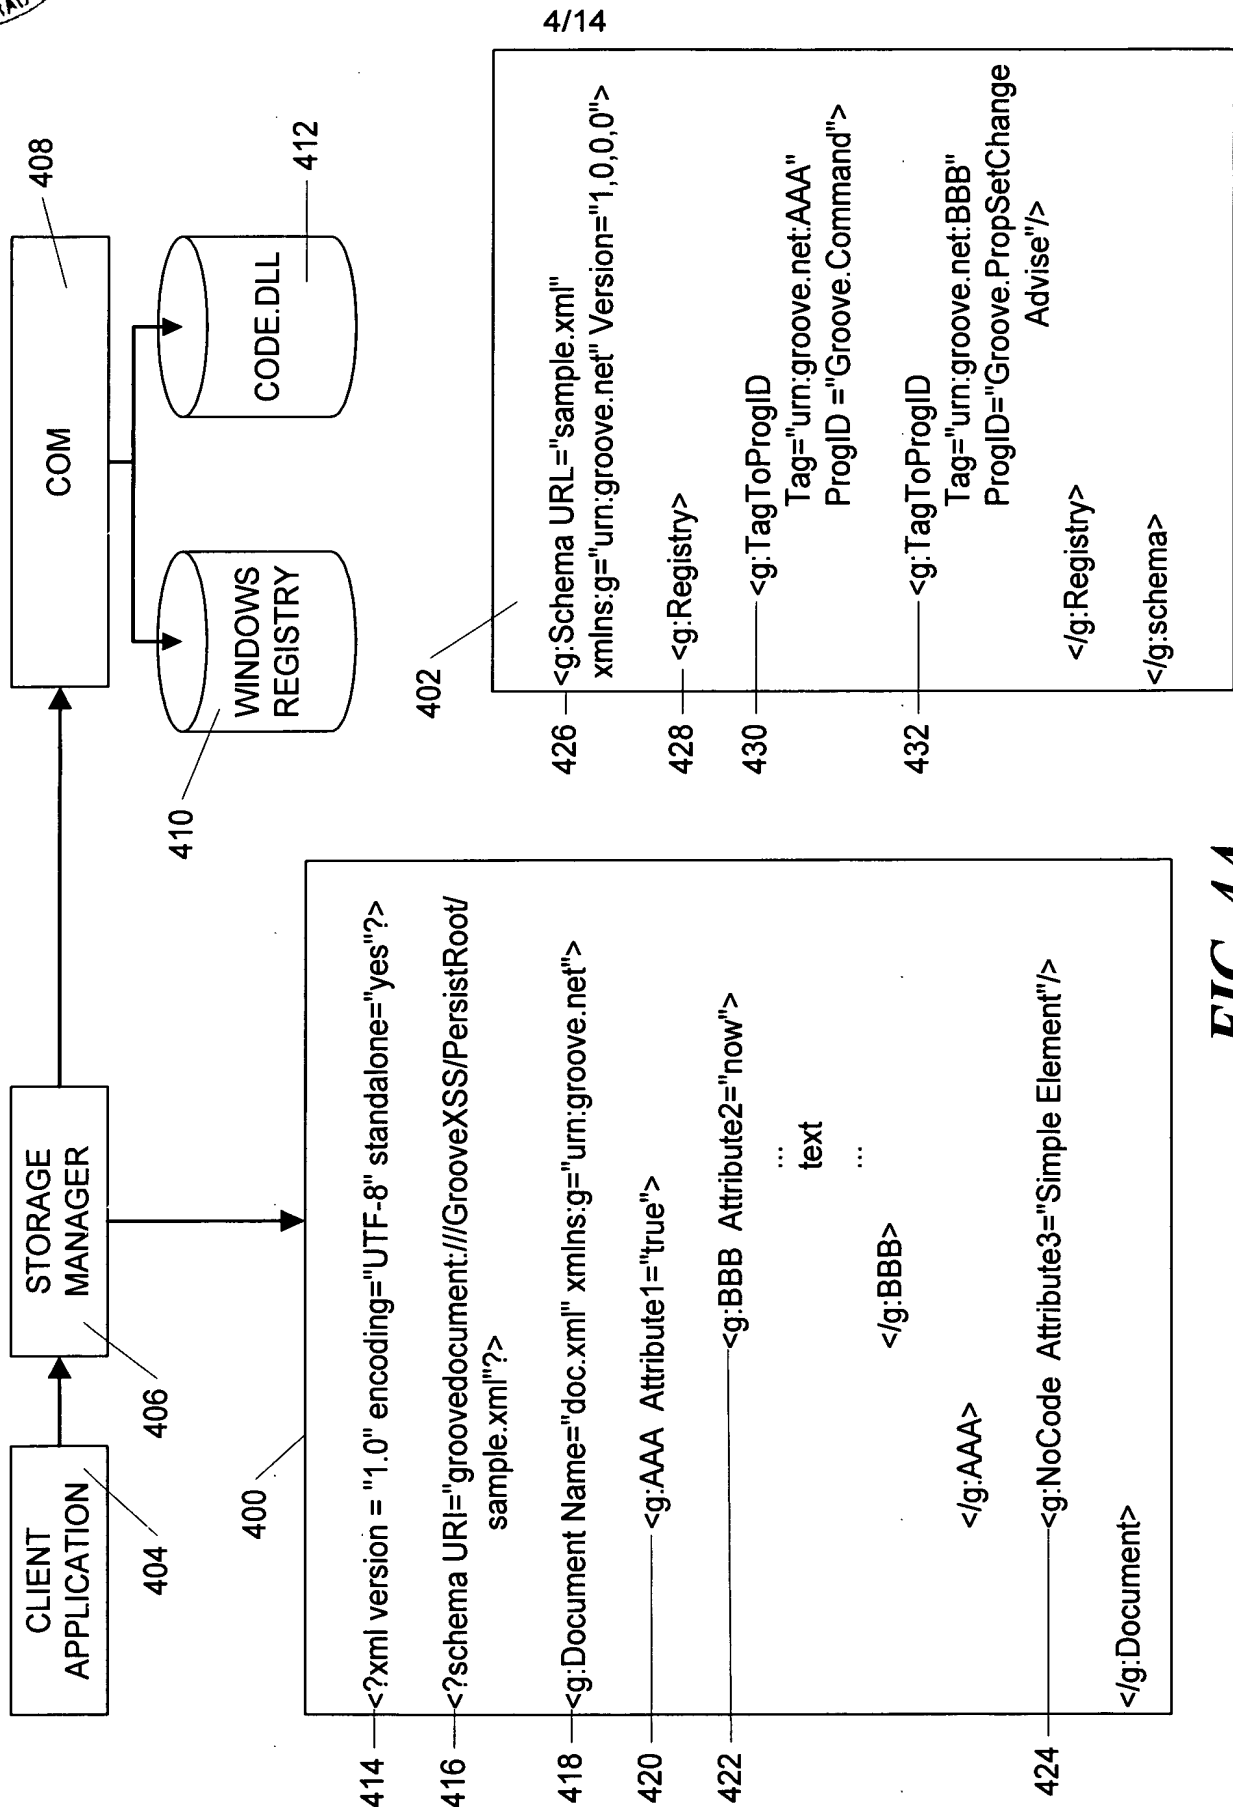 4/14
CLIENT
APPLICATION
404
STORAGE
MANAGER
406
COM
408
WINDOWS
REGISTRY
410
CODE.DLL
412
400
414
<?xml version = "1.0" encoding="UTF-8" standalone="yes"?>
416
<?schema URI="groovedocument:///GrooveXSS/PersistRoot/
sample.xml"?>
418
<g:Document Name="doc.xml" xmlns:g="urn:groove.net">
420
<g:AAA Attribute1="true">
422
<g:BBB Attribute2="now">
...
text
...
</g:BBB>
</g:AAA>
424
<g:NoCode Attribute3="Simple Element"/>
</g:Document>
402
426
<g:Schema URL="sample.xml"
xmlns:g="urn:groove.net" Version="1,0,0,0">
428
<g:Registry>
430
<g:TagToProgID
Tag="urn:groove.net:AAA"
ProgID ="Groove.Command">
432
<g:TagToProgID
Tag="urn:groove.net:BBB"
ProgID="Groove.PropSetChange
Advise"/>
</g:Registry>
</g:schema>
FIG. 4A